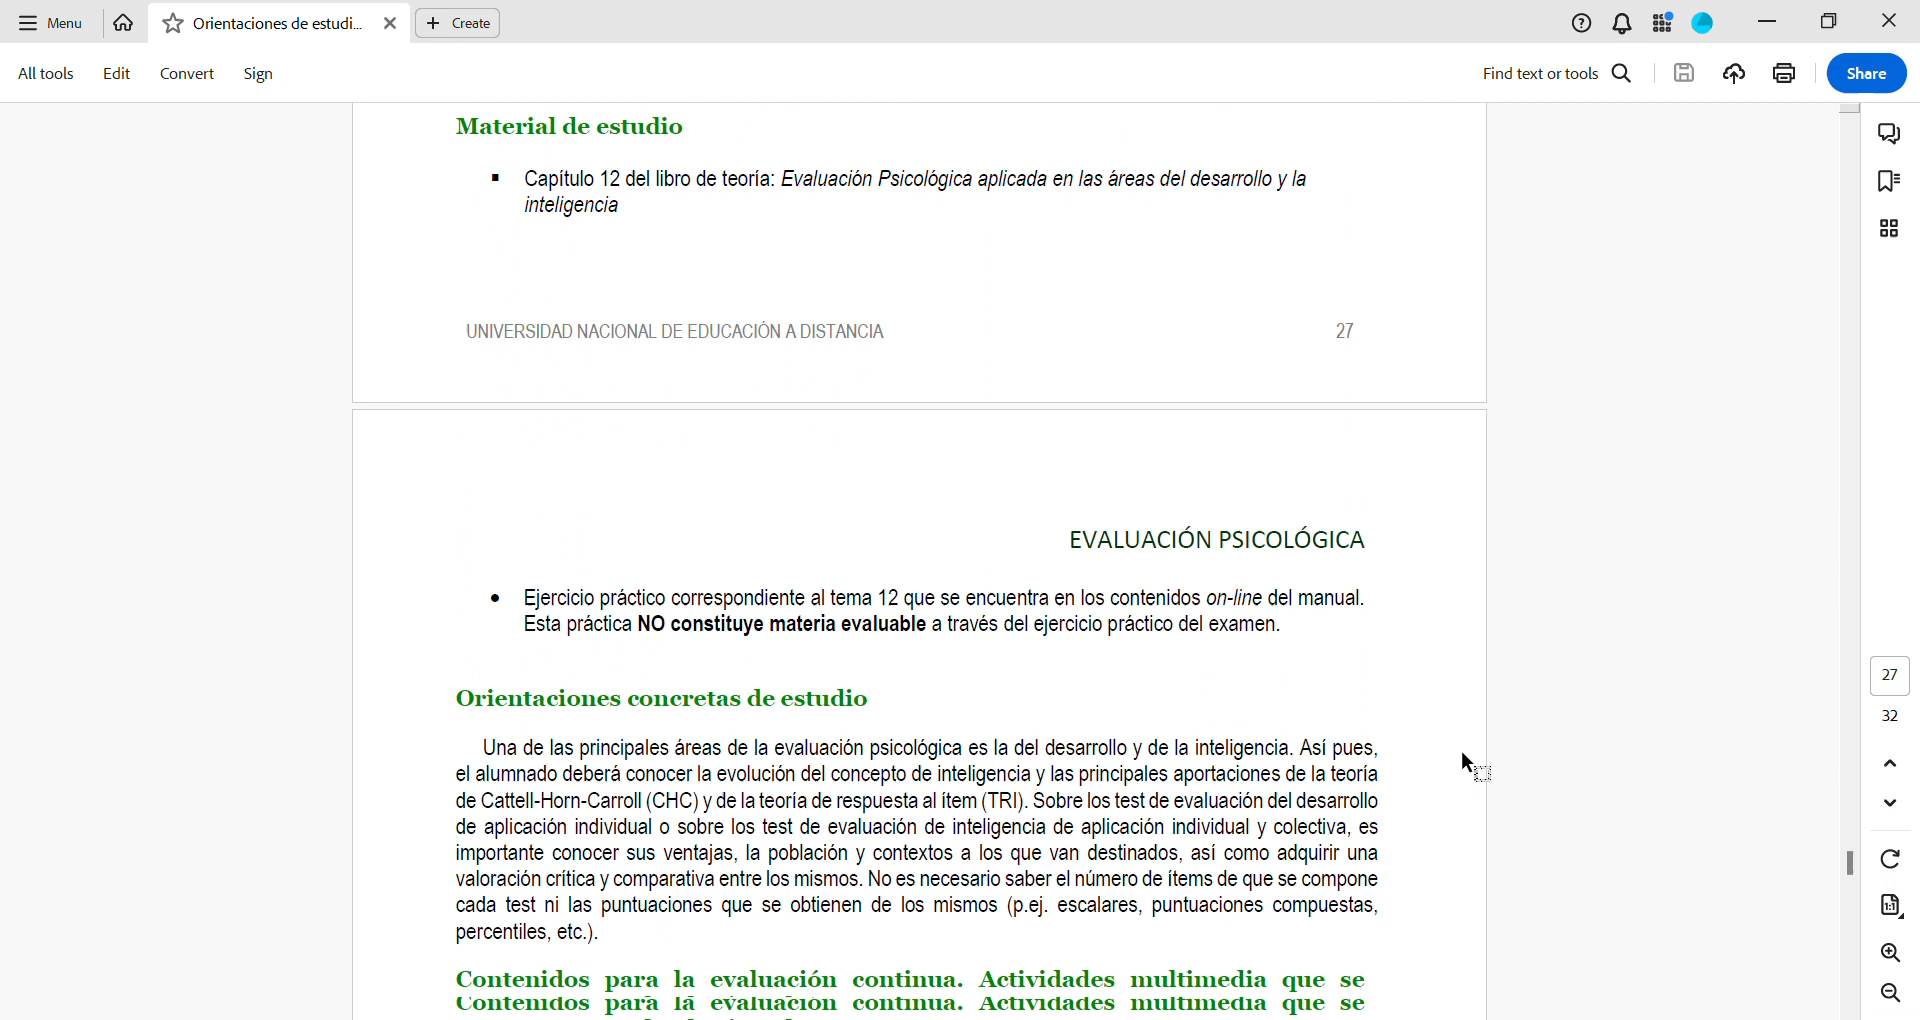 Menu
Orientaciones de estudi...
Create
All tools
Edit
Convert
Sign
Find text or tools
Share
Material de estudio
Capítulo 12 del libro de teoría: Evaluación Psicológica aplicada en las áreas del desarrollo y la
inteligencia
UNIVERSIDAD NACIONAL DE EDUCACIÓN A DISTANCIA 27
EVALUACIÓN PSICOLÓGICA
Ejercicio práctico correspondiente al tema 12 que se encuentra en los contenidos on-line del manual.
Esta práctica NO constituye materia evaluable a través del ejercicio práctico del examen.
Orientaciones concretas de estudio
Una de las principales áreas de la evaluación psicológica es la del desarrollo y de la inteligencia. Así pues,
el alumnado deberá conocer la evolución del concepto de inteligencia y las principales aportaciones de la teoría
de Cattell-Horn-Carroll (CHC) y de la teoría de respuesta al ítem (TRI). Sobre los test de evaluación del desarrollo
de aplicación individual o sobre los test de evaluación de inteligencia de aplicación individual y colectiva, es
importante conocer sus ventajas, la población y contextos a los que van destinados, así como adquirir una
valoración crítica y comparativa entre los mismos. No es necesario saber el número de ítems de que se compone
cada test ni las puntuaciones que se obtienen de los mismos (p.ej. escalares, puntuaciones compuestas,
percentiles, etc.).
Contenidos para la evaluación continua. Actividades multimedia que se
Contenidos para la evaluación continua. Actividades multimedia que se
27
32
1:1